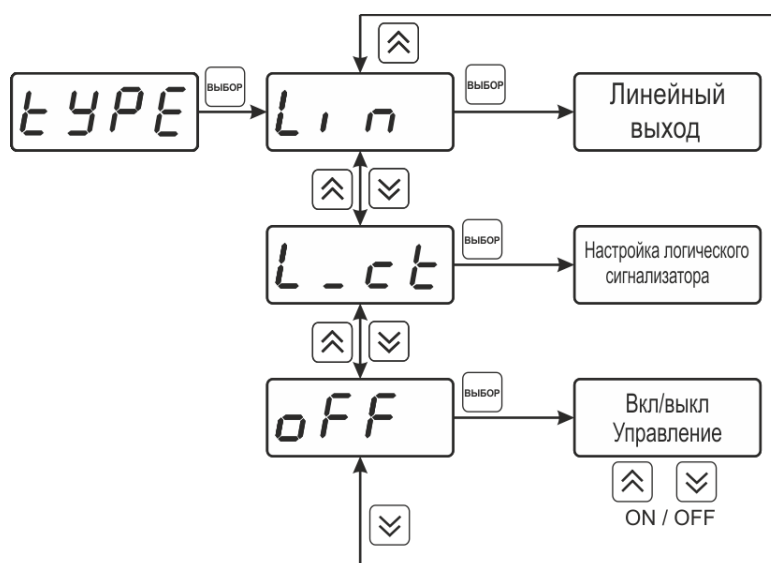 tYPE
ВЫБОР
Lin
ВЫБОР
Линейный
выход
L_ct
ВЫБОР
Настройка логического
сигнализатора
oFF
ВЫБОР
Вкл/выкл
Управление
ON / OFF